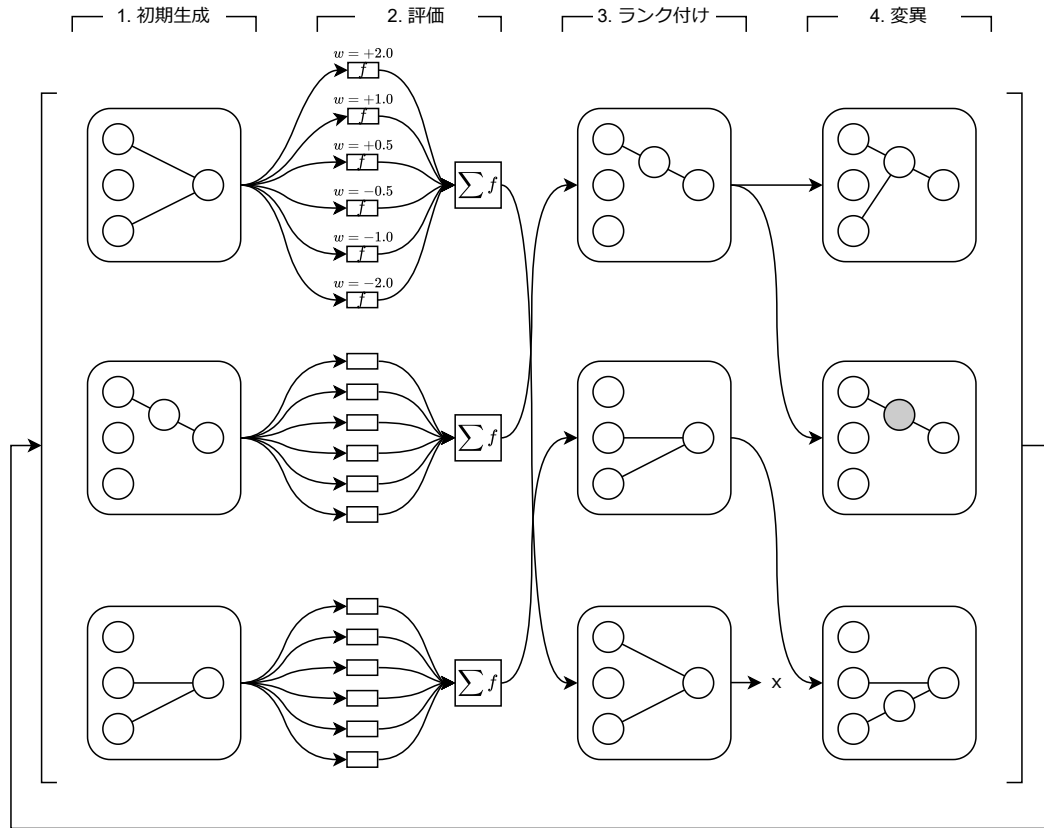 1. 初期生成
2. 評価
3. ランク付け
4. 変異
w = +2.0
f
w = +1.0
f
w = +0.5
f
w = −0.5
f
w = −1.0
f
w = −2.0
f
∑ f
∑ f
∑ f
x